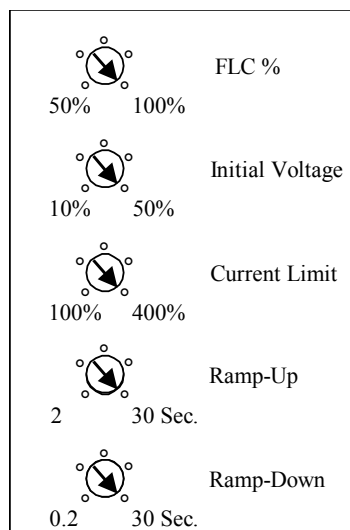 FLC %
50% 100%
Initial Voltage
10% 50%
Current Limit
100% 400%
Ramp-Up
2 30 Sec.
Ramp-Down
0.2 30 Sec.